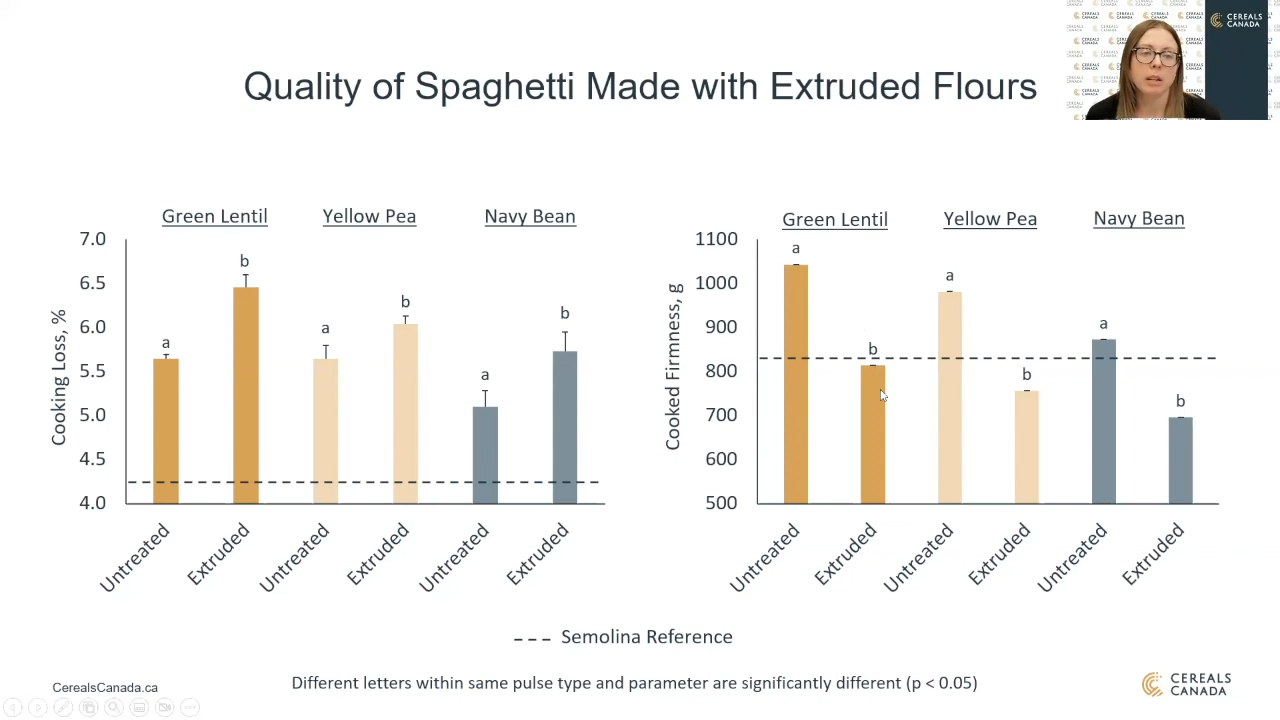 CEREALS
CANADA
Quality of Spaghetti Made with Extruded Flours
Green Lentil
Yellow Pea
Navy Bean
Cooking Loss, %
7.0
6.5
6.0
5.5
5.0
4.5
4.0
a
b
a
b
a
b
Untreated
Extruded
Untreated
Extruded
Untreated
Extruded
Green Lentil
Yellow Pea
Navy Bean
Cooked Firmness, g
1100
1000
900
800
700
600
500
a
b
a
b
a
b
Untreated
Extruded
Untreated
Extruded
Untreated
Extruded
Semolina Reference
Different letters within same pulse type and parameter are significantly different (p < 0.05)
CerealsCanada.ca
CEREALS
CANADA